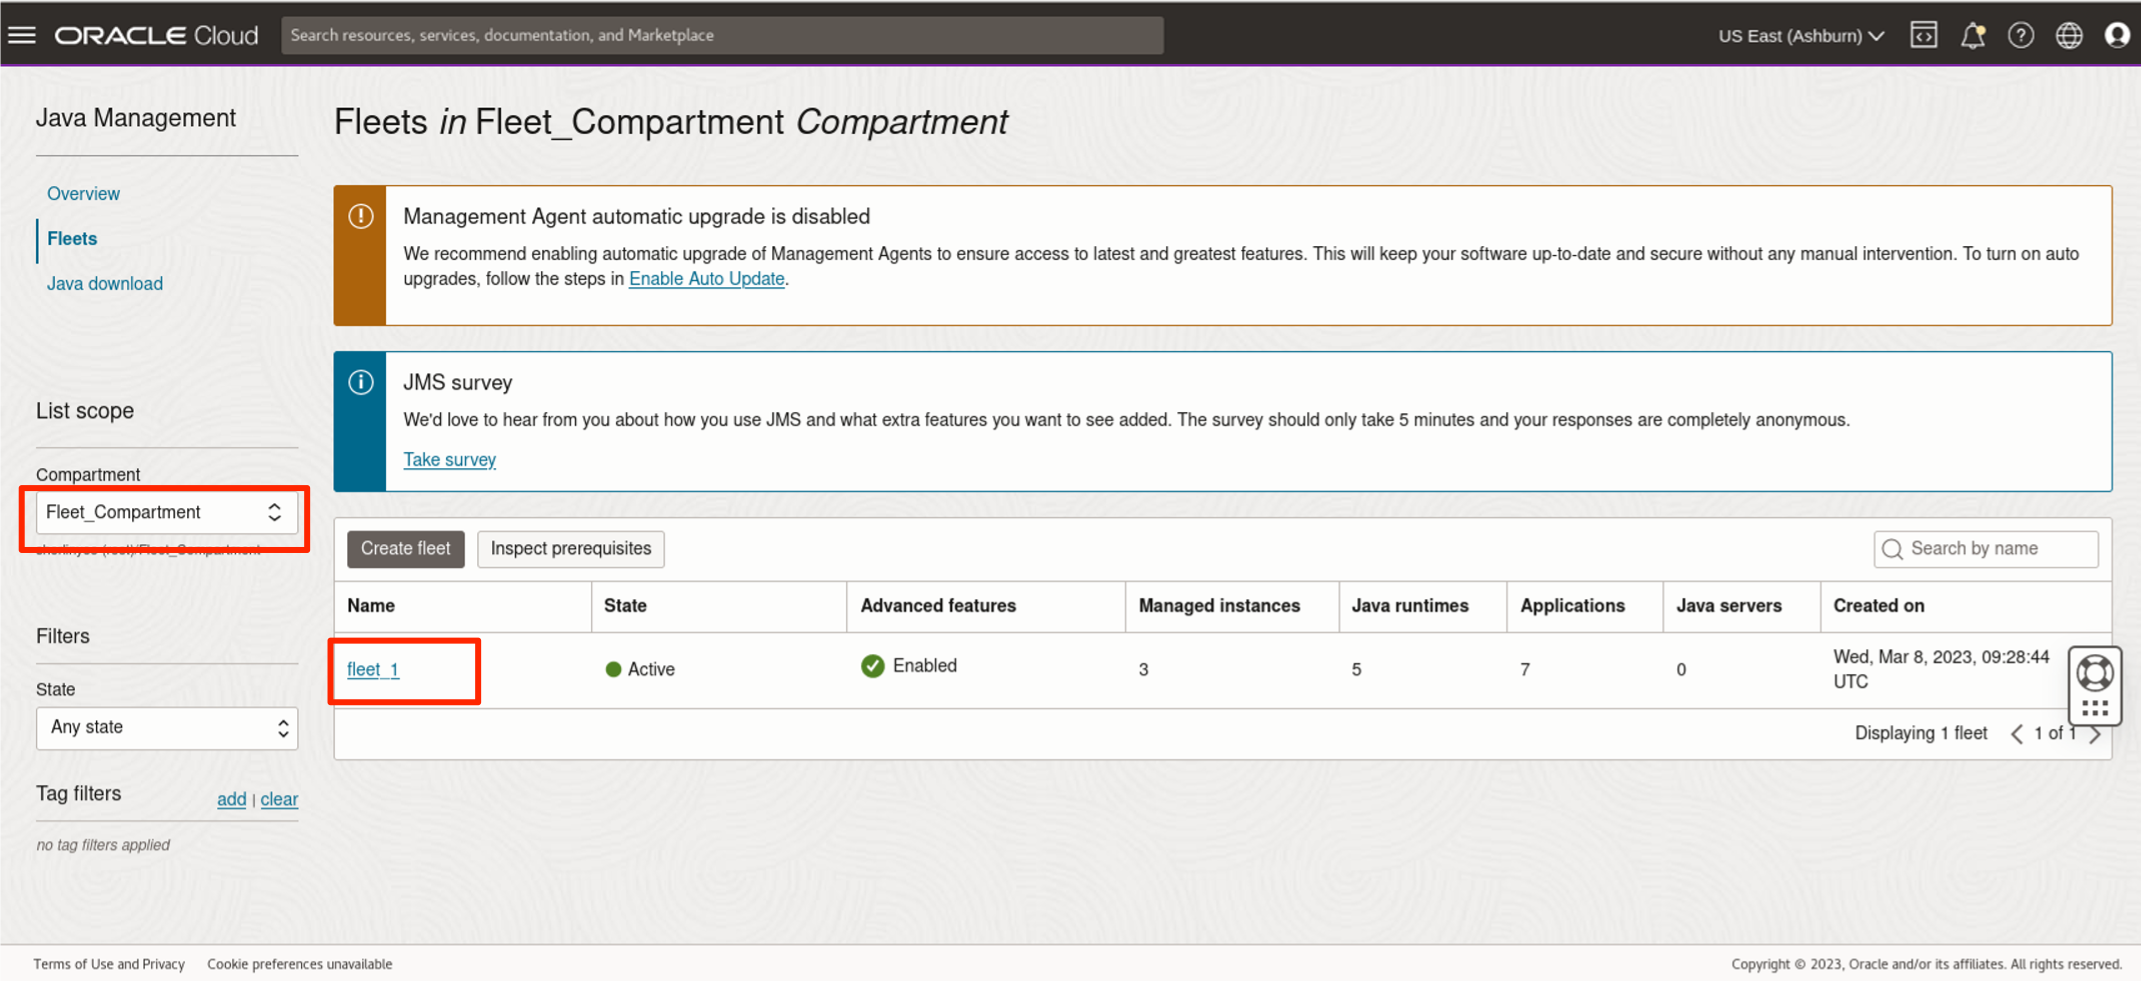 ORACLE Cloud
Search resources, services, documentation, and Marketplace
US East (Ashburn)
Java Management
Overview
Fleets
Java download
List scope
Compartment
Fleet_Compartment
Filters
State
Any state
Tag filters
add | clear
no tag filters applied
Fleets in Fleet_Compartment Compartment
Management Agent automatic upgrade is disabled
We recommend enabling automatic upgrade of Management Agents to ensure access to latest and greatest features. This will keep your software up-to-date and secure without any manual intervention. To turn on auto
upgrades, follow the steps in Enable Auto Update.
JMS survey
We'd love to hear from you about how you use JMS and what extra features you want to see added. The survey should only take 5 minutes and your responses are completely anonymous.
Take survey
Create fleet
Inspect prerequisites
Search by name
Name State Advanced features Managed instances Java runtimes Applications Java servers Created on
fleet_1 Active Enabled 3 5 7 0 Wed, Mar 8, 2023, 09:28:44
UTC
Displaying 1 fleet 1 of 1
Terms of Use and Privacy Cookie preferences unavailable
Copyright © 2023, Oracle and/or its affiliates. All rights reserved.